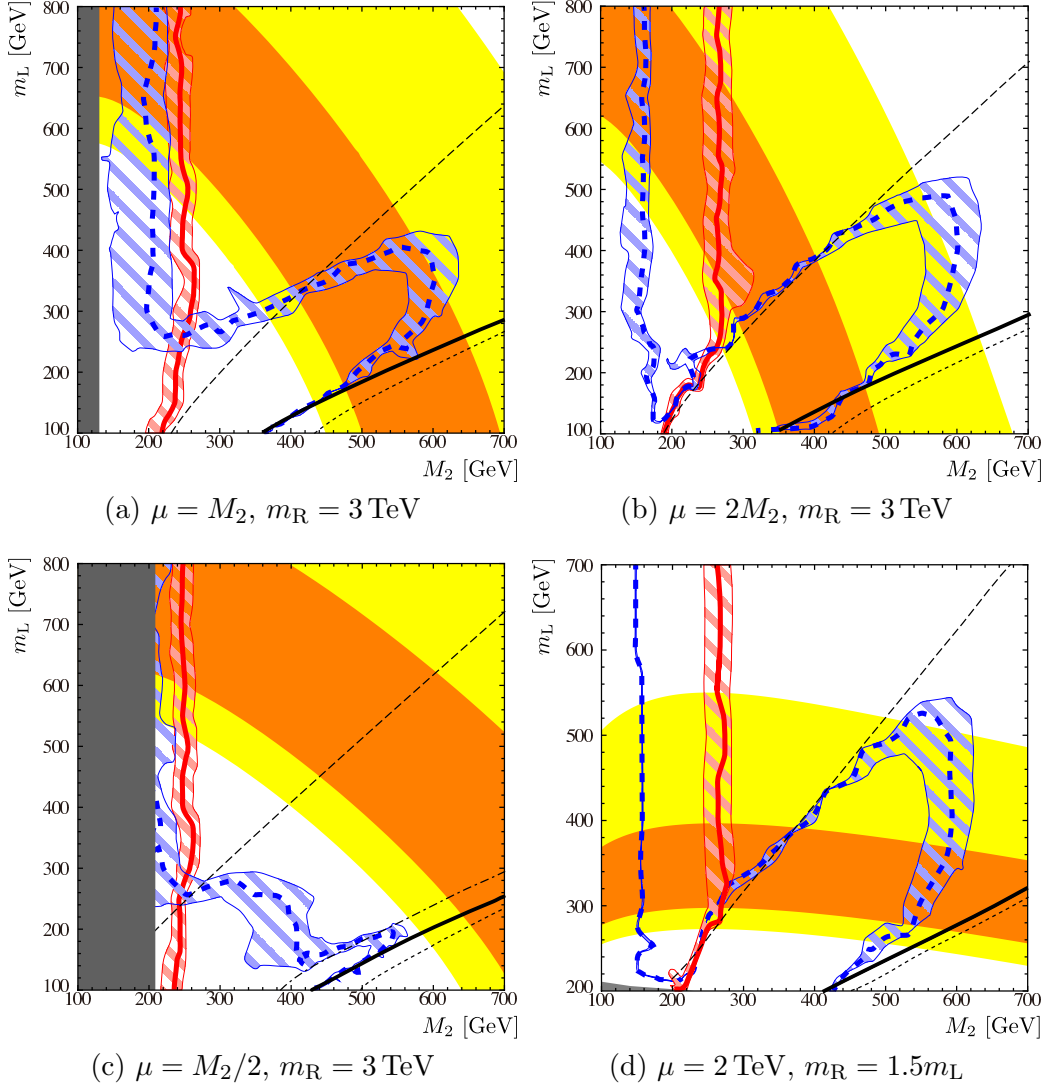 m_L [GeV]
800
700
600
500
400
300
200
100
100 200 300 400 500 600 700
M_2 [GeV]
(a) μ = M_2, m_R = 3 TeV
m_L [GeV]
800
700
600
500
400
300
200
100
100 200 300 400 500 600 700
M_2 [GeV]
(b) μ = 2M_2, m_R = 3 TeV
m_L [GeV]
800
700
600
500
400
300
200
100
100 200 300 400 500 600 700
M_2 [GeV]
(c) μ = M_2/2, m_R = 3 TeV
m_L [GeV]
700
600
500
400
300
200
100 200 300 400 500 600 700
M_2 [GeV]
(d) μ = 2 TeV, m_R = 1.5m_L